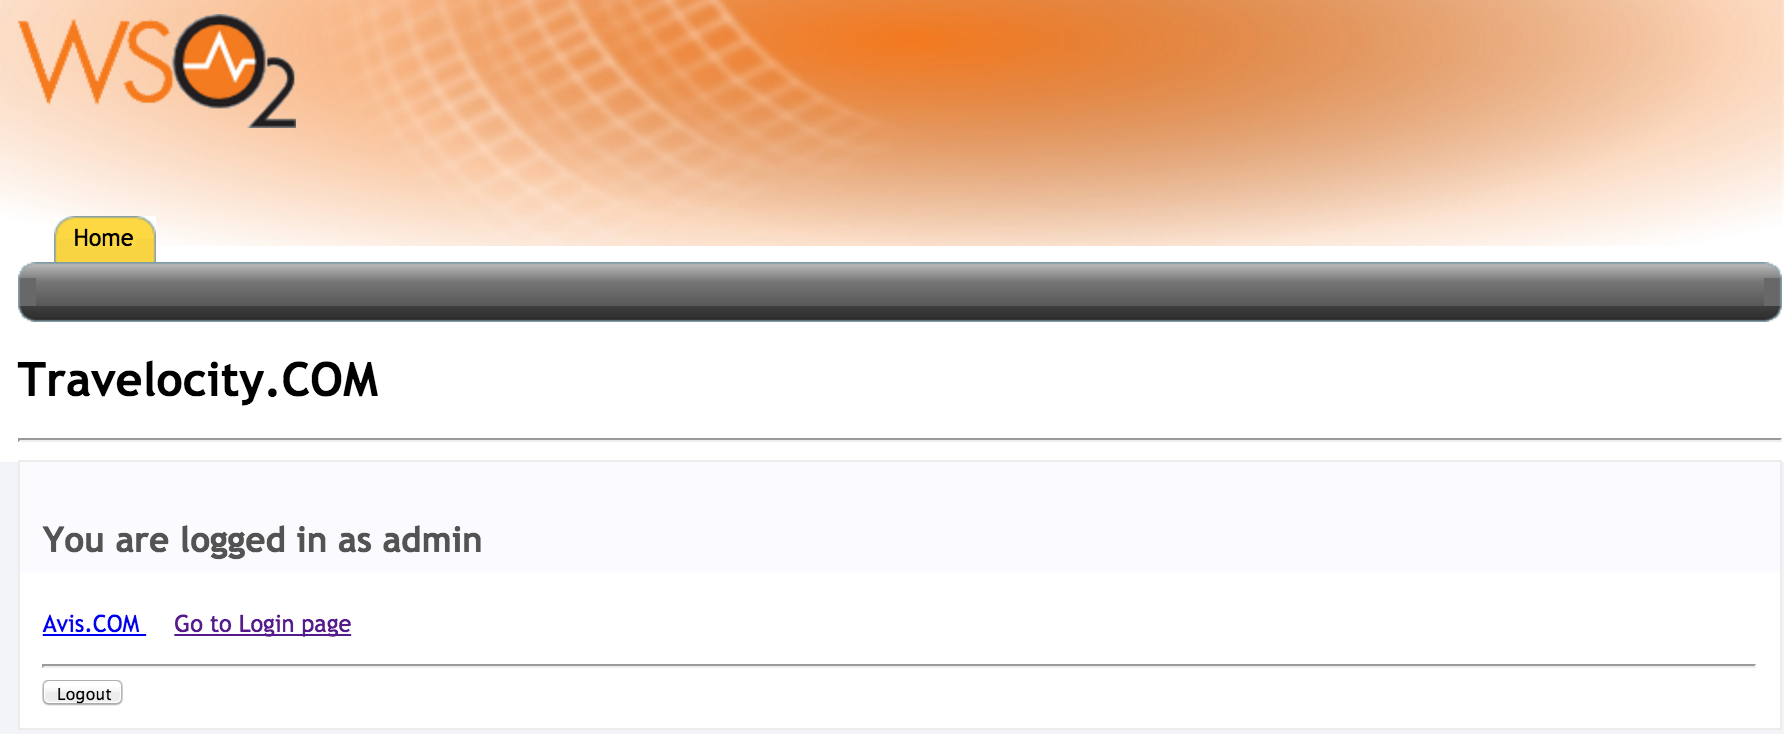 WSO2
Home
Travelocity.COM
You are logged in as admin
Avis.COM Go to Login page
Logout